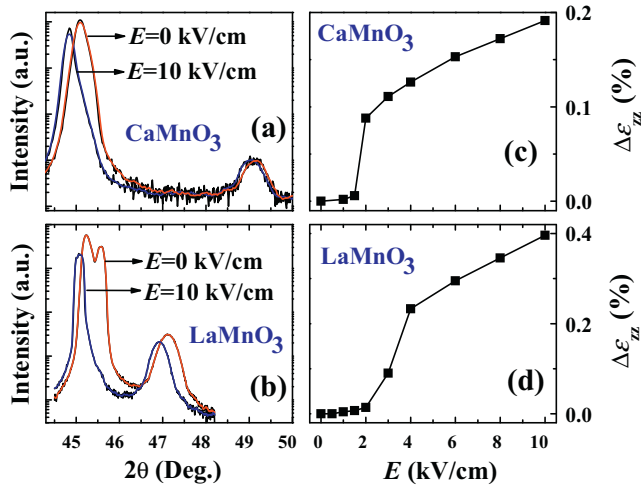 Intensity (a.u.)
E=0 kV/cm
E=10 kV/cm
(a)
CaMnO3
Intensity (a.u.)
E=0 kV/cm
E=10 kV/cm
LaMnO3
(b)
45 46 47 48 49 50
2θ (Deg.)
CaMnO3
(c)
0.2
0.1
0.0
Δε_zz (%)
LaMnO3
(d)
0.4
0.2
0.0
Δε_zz (%)
0 2 4 6 8 10
E (kV/cm)